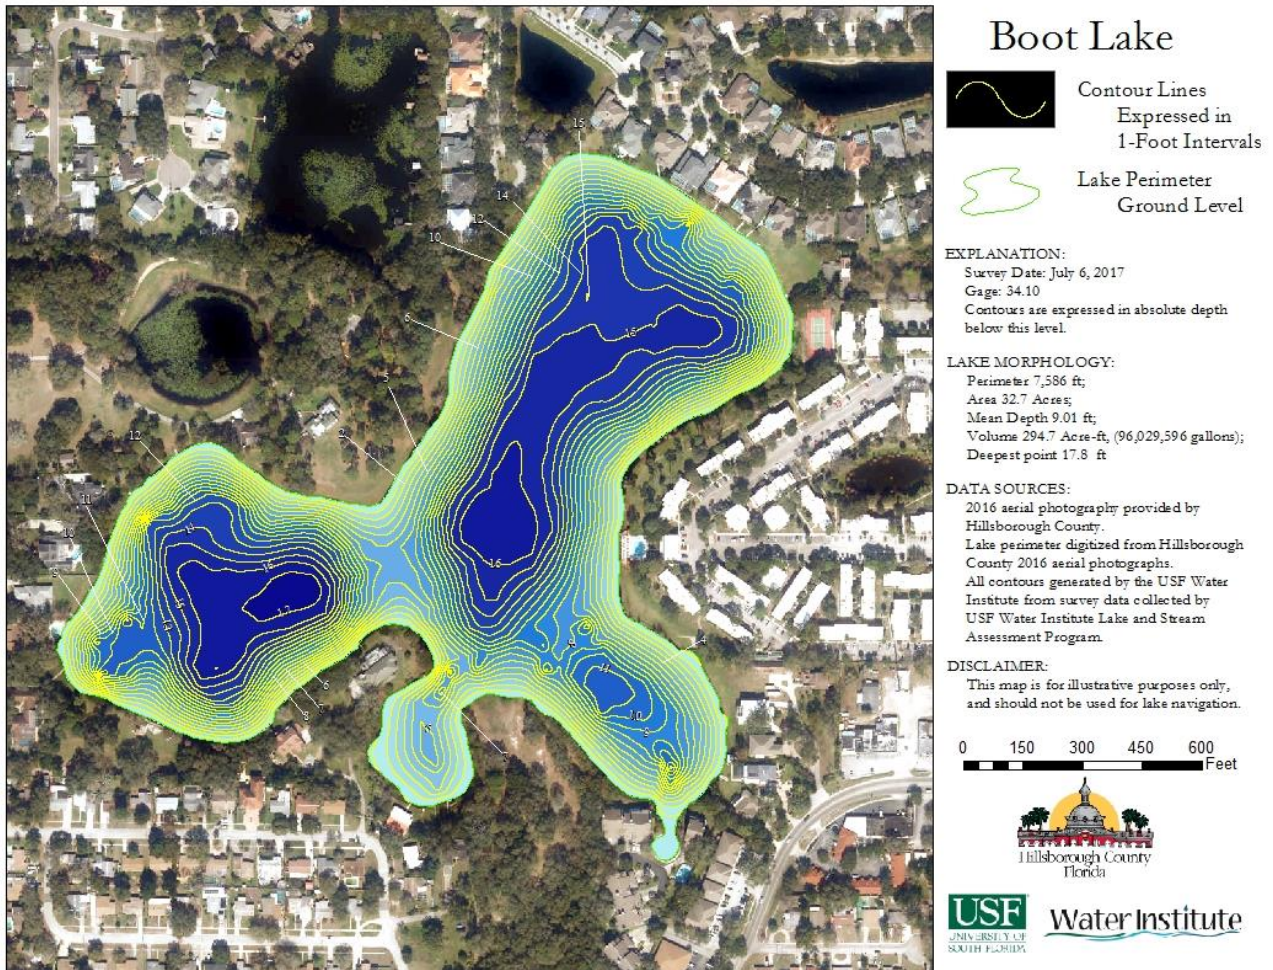 Boot Lake
Contour Lines
Expressed in
1-Foot Intervals
Lake Perimeter
Ground Level
EXPLANATION:
Survey Date: July 6, 2017
Gage: 34.10
Contours are expressed in absolute depth
below this level.
LAKE MORPHOLOGY:
Perimeter 7,586 ft;
Area 32.7 Acres;
Mean Depth 9.01 ft;
Volume 294.7 Acre-ft, (96,029,596 gallons);
Deepest point 17.8 ft
DATA SOURCES:
2016 aerial photography provided by
Hillsborough County.
Lake perimeter digitized from Hillsborough
County 2016 aerial photographs.
All contours generated by the USF Water
Institute from survey data collected by
USF Water Institute Lake and Stream
Assessment Program.
DISCLAIMER:
This map is for illustrative purposes only,
and should not be used for lake navigation.
0 150 300 450 600
Feet
Hillsborough County
Florida
USF
UNIVERSITY OF
SOUTH FLORIDA
Water Institute
15
14
12
10
6
5
2
15
12
11
16
17
16
4
11
10
9
6
8